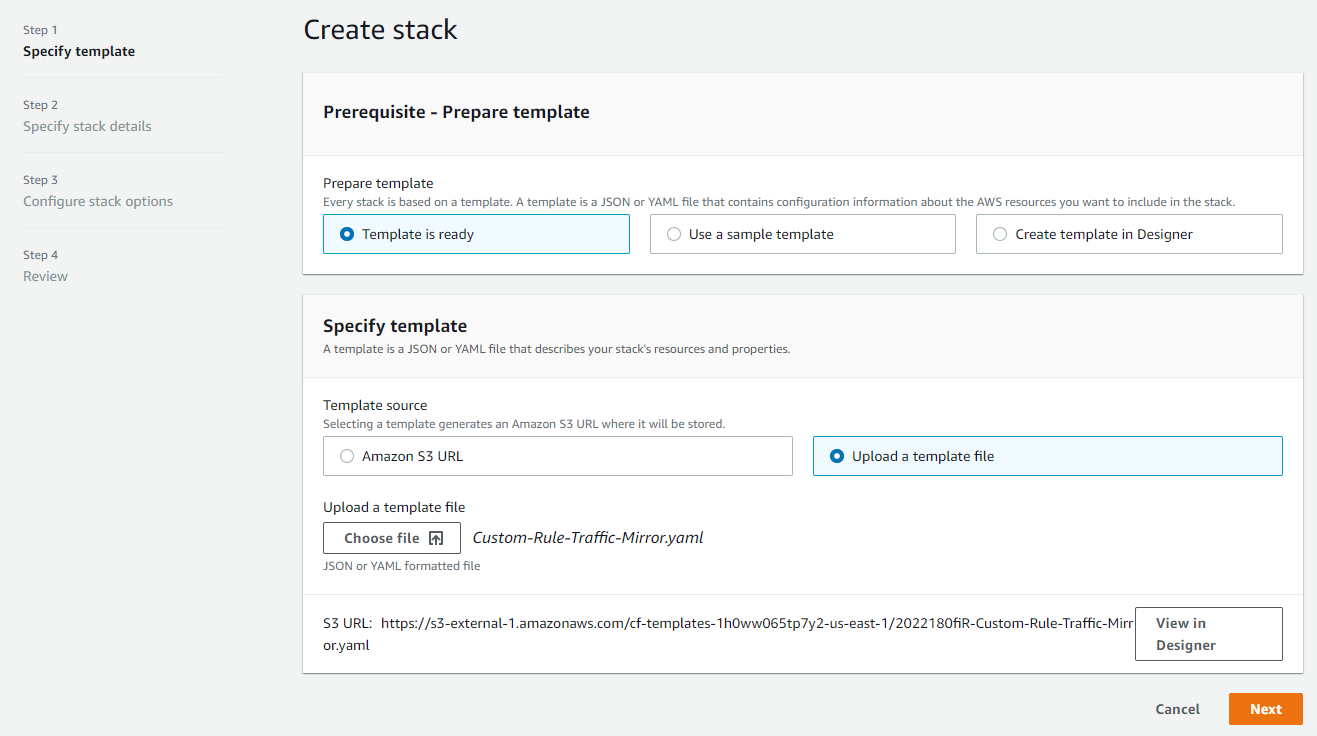 Step 1
Specify template
Step 2
Specify stack details
Step 3
Configure stack options
Step 4
Review
Create stack
Prerequisite - Prepare template
Prepare template
Every stack is based on a template. A template is a JSON or YAML file that contains configuration information about the AWS resources you want to include in the stack.
Template is ready
Use a sample template
Create template in Designer
Specify template
A template is a JSON or YAML file that describes your stack's resources and properties.
Template source
Selecting a template generates an Amazon S3 URL where it will be stored.
Amazon S3 URL
Upload a template file
Upload a template file
Choose file
Custom-Rule-Traffic-Mirror.yaml
JSON or YAML formatted file
S3 URL: https://s3-external-1.amazonaws.com/cf-templates-1h0ww065tp7y2-us-east-1/2022180fiR-Custom-Rule-Traffic-Mirr
or.yaml
View in
Designer
Cancel
Next